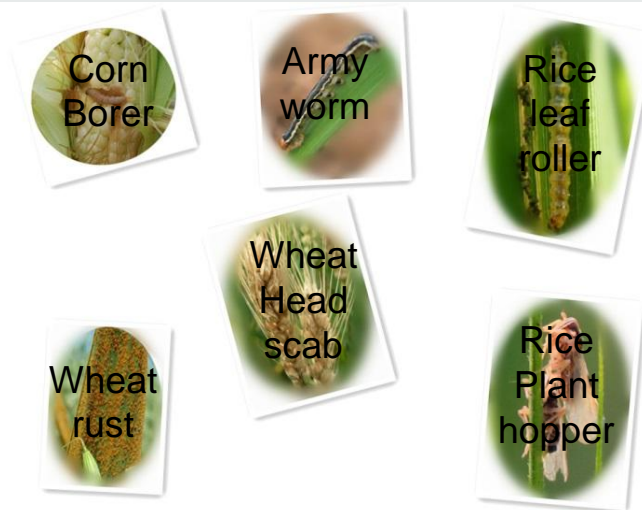 Corn
Borer
Army
worm
Rice
leaf
roller
Wheat
Head
scab
Wheat
rust
Rice
Plant
hopper